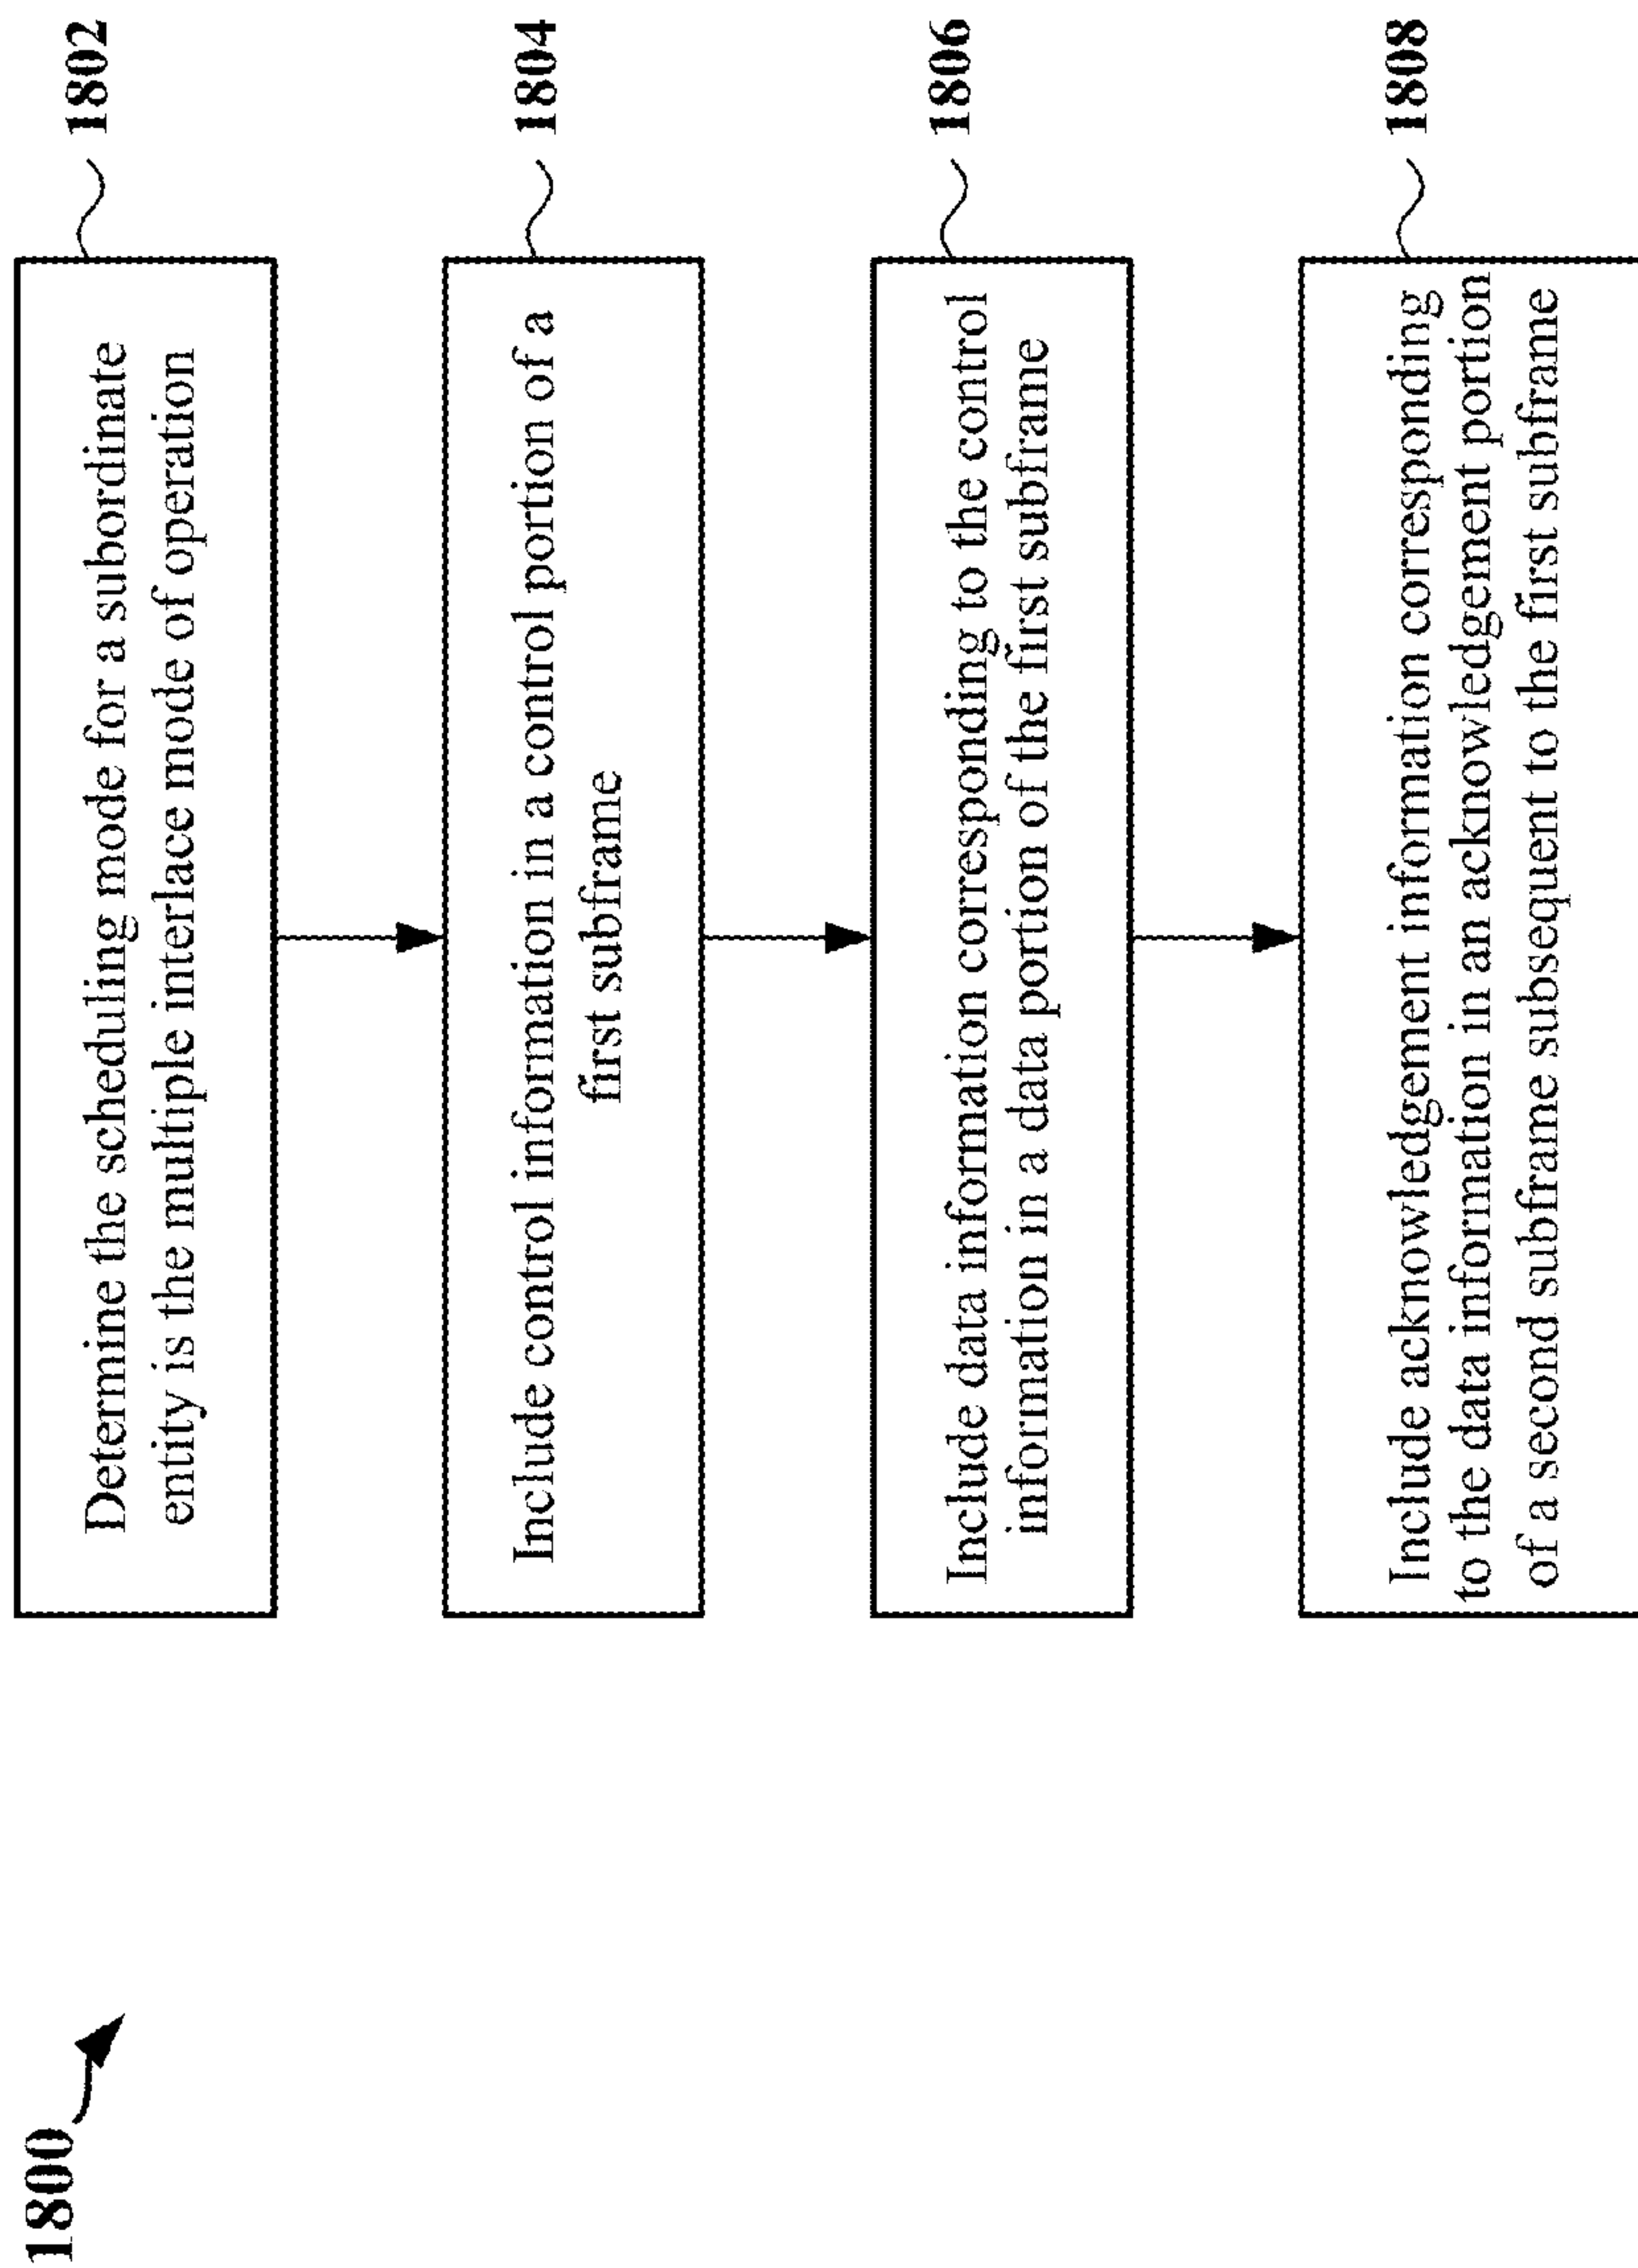 1800
Determine the scheduling mode for a subordinate
entity is the multiple interlace mode of operation
1802
Include control information in a control portion of a
first subframe
1804
Include data information corresponding to the control
information in a data portion of the first subframe
1806
Include acknowledgement information corresponding
to the data information in an acknowledgement portion
of a second subframe subsequent to the first subframe
1808